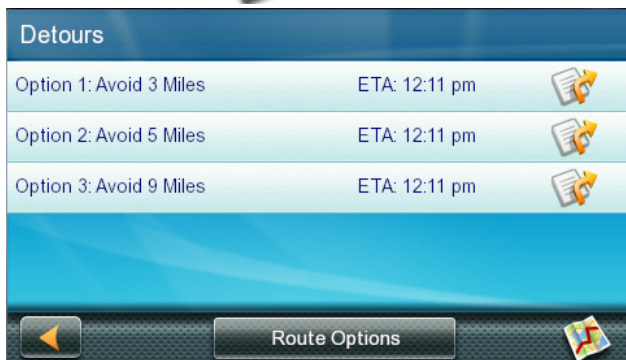 Detours
Option 1: Avoid 3 Miles ETA: 12:11 pm
Option 2: Avoid 5 Miles ETA: 12:11 pm
Option 3: Avoid 9 Miles ETA: 12:11 pm
Route Options